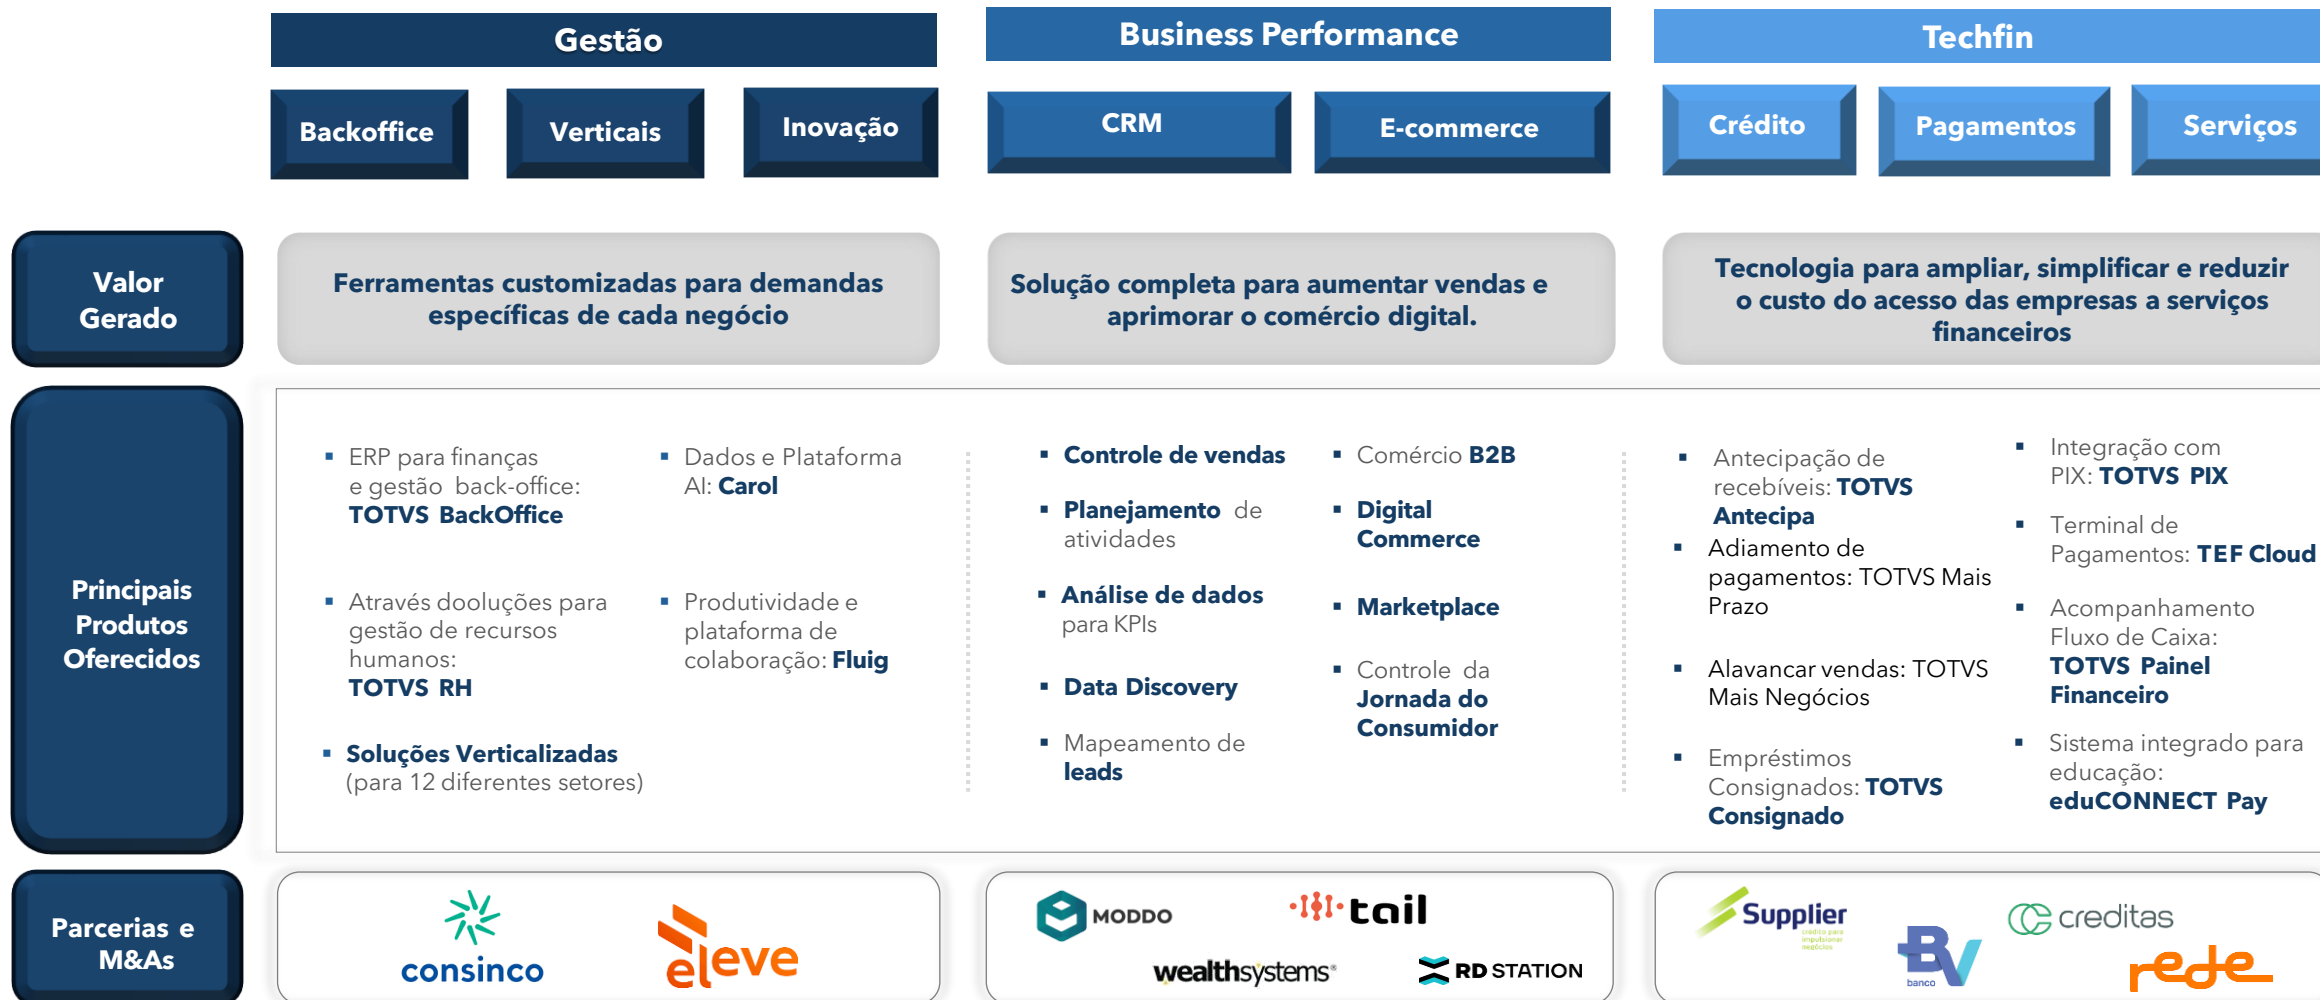 Gestão
Business Performance
Techfin
Backoffice
Verticais
Inovação
CRM
E-commerce
Crédito
Pagamentos
Serviços
Valor
Gerado
Ferramentas customizadas para demandas
específicas de cada negócio
Solução completa para aumentar vendas e
aprimorar o comércio digital.
Tecnologia para ampliar, simplificar e reduzir
o custo do acesso das empresas a serviços
financeiros
Principais
Produtos
Oferecidos
▪ ERP para finanças
e gestão back-office:
TOTVS BackOffice
▪ Através dooluções para
gestão de recursos
humanos:
TOTVS RH
▪ Soluções Verticalizadas
(para 12 diferentes setores)
▪ Dados e Plataforma
AI: Carol
▪ Produtividade e
plataforma de
colaboração: Fluig
▪ Controle de vendas
▪ Planejamento de
atividades
▪ Análise de dados
para KPIs
▪ Data Discovery
▪ Mapeamento de
leads
▪ Comércio B2B
▪ Digital
Commerce
▪ Marketplace
▪ Controle da
Jornada do
Consumidor
▪ Antecipação de
recebíveis: TOTVS
Antecipa
▪ Adiamento de
pagamentos: TOTVS Mais
Prazo
▪ Alavancar vendas: TOTVS
Mais Negócios
▪ Empréstimos
Consignados: TOTVS
Consignado
▪ Integração com
PIX: TOTVS PIX
▪ Terminal de
Pagamentos: TEF Cloud
▪ Acompanhamento
Fluxo de Caixa:
TOTVS Painel
Financeiro
▪ Sistema integrado para
educação:
eduCONNECT Pay
Parcerias e
M&As
consinco
eleve
MODDO
tail
wealthsystems®
RD STATION
Supplier
crédito para
impulsionar
negócios
BV
banco
creditas
rede